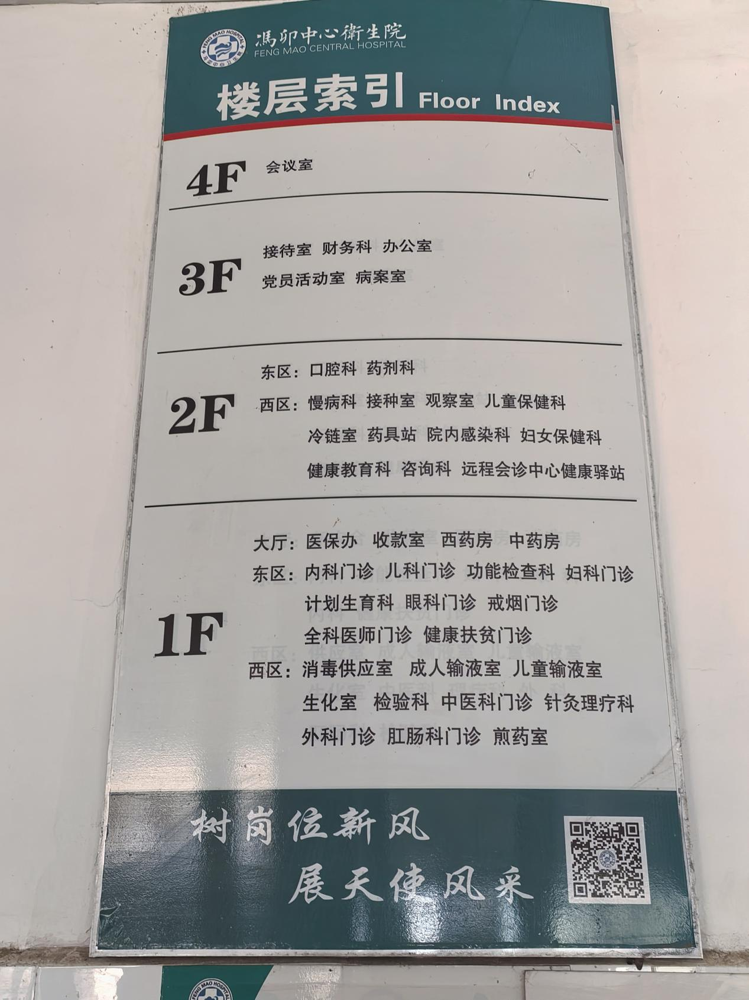 馮卯中心衛生院
FENG MAO CENTRAL HOSPITAL
楼层索引 Floor Index
4F 会议室
3F 接待室 财务科 办公室
党员活动室 病案室
2F 东区：口腔科 药剂科
西区：慢病科 接种室 观察室 儿童保健科
冷链室 药具站 院内感染科 妇女保健科
健康教育科 咨询科 远程会诊中心健康驿站
1F 大厅：医保办 收款室 西药房 中药房
东区：内科门诊 儿科门诊 功能检查科 妇科门诊
计划生育科 眼科门诊 戒烟门诊
全科医师门诊 健康扶贫门诊
西区：消毒供应室 成人输液室 儿童输液室
生化室 检验科 中医科门诊 针灸理疗科
外科门诊 肛肠科门诊 煎药室
树岗位新风
展天使风采
FENG MAO HOSPITAL